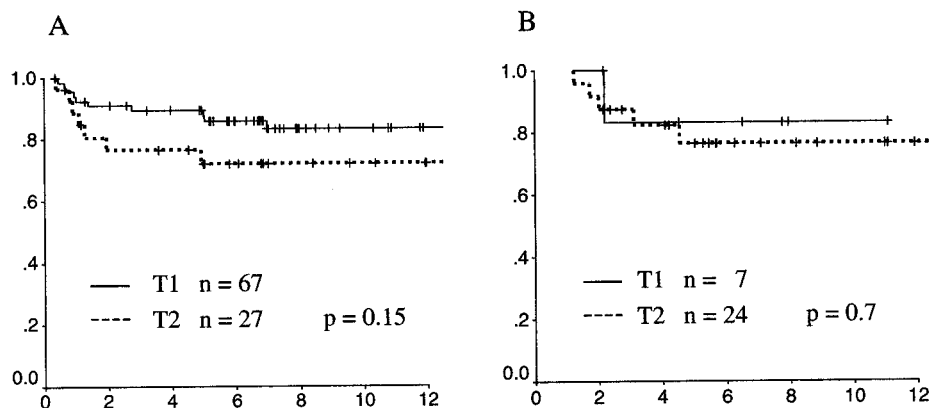 A
1.0
.8
.6
.4
.2
0.0
T1 n = 67
T2 n = 27 p = 0.15
0 2 4 6 8 10 12
B
1.0
.8
.6
.4
.2
0.0
T1 n = 7
T2 n = 24 p = 0.7
0 2 4 6 8 10 12